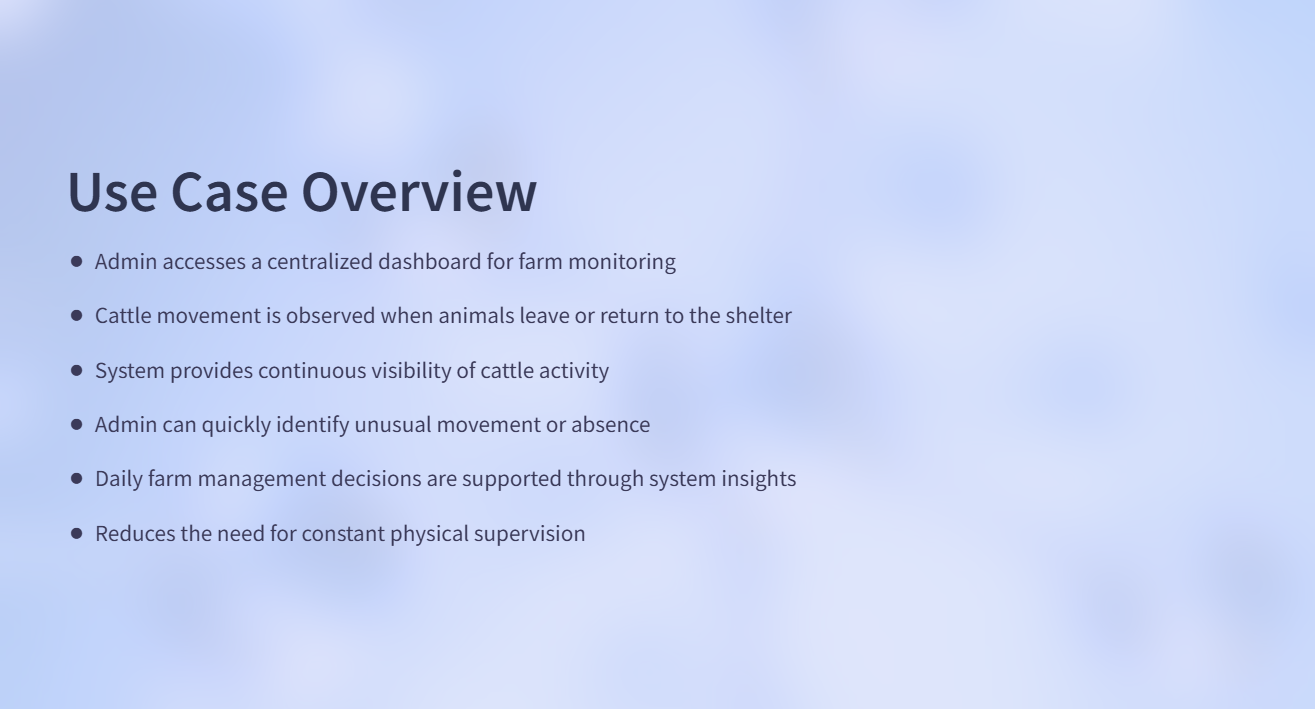 Use Case Overview
● Admin accesses a centralized dashboard for farm monitoring
● Cattle movement is observed when animals leave or return to the shelter
● System provides continuous visibility of cattle activity
● Admin can quickly identify unusual movement or absence
● Daily farm management decisions are supported through system insights
● Reduces the need for constant physical supervision